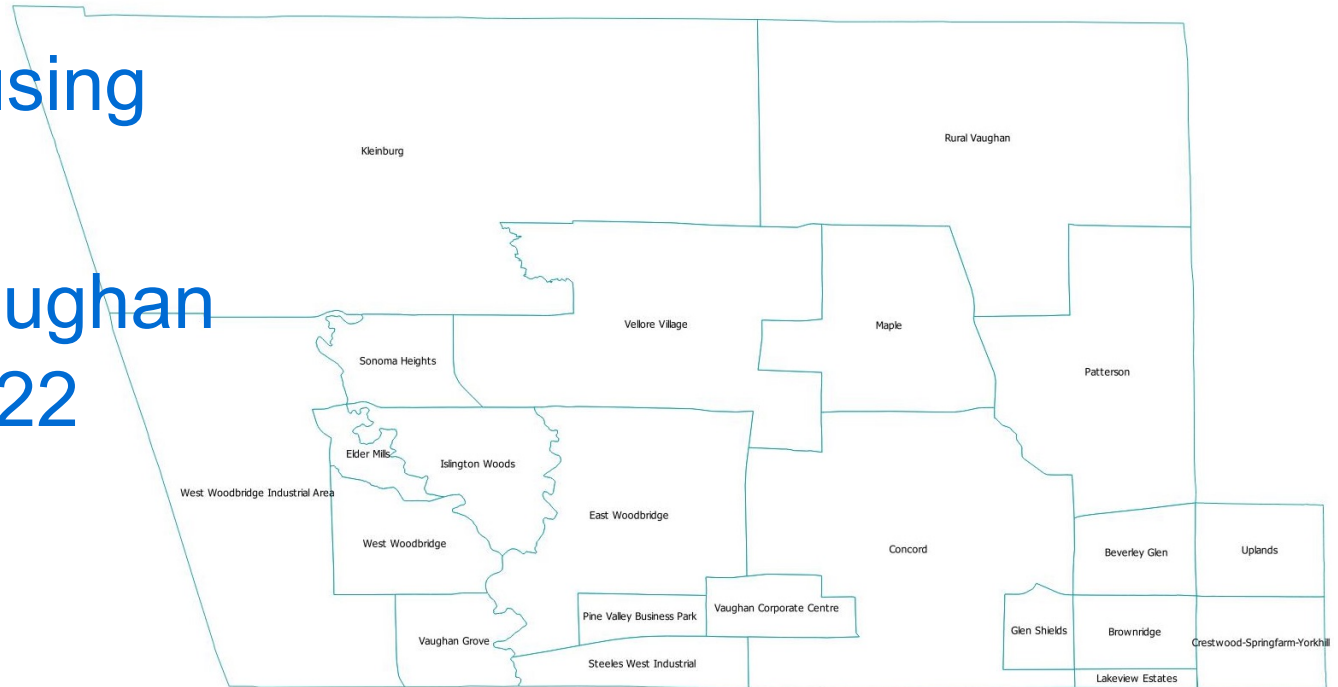 using
Kleinburg
Rural Vaughan
ughan
Vellore Village
Maple
Sonoma Heights
Patterson
22
Elder Mills
Islington Woods
West Woodbridge Industrial Area
East Woodbridge
West Woodbridge
Concord
Beverley Glen
Uplands
Pine Valley Business Park
Vaughan Corporate Centre
Glen Shields
Brownridge
Vaughan Grove
Crestwood-Springfarm-Yorkhill
Steeles West Industrial
Lakeview Estates